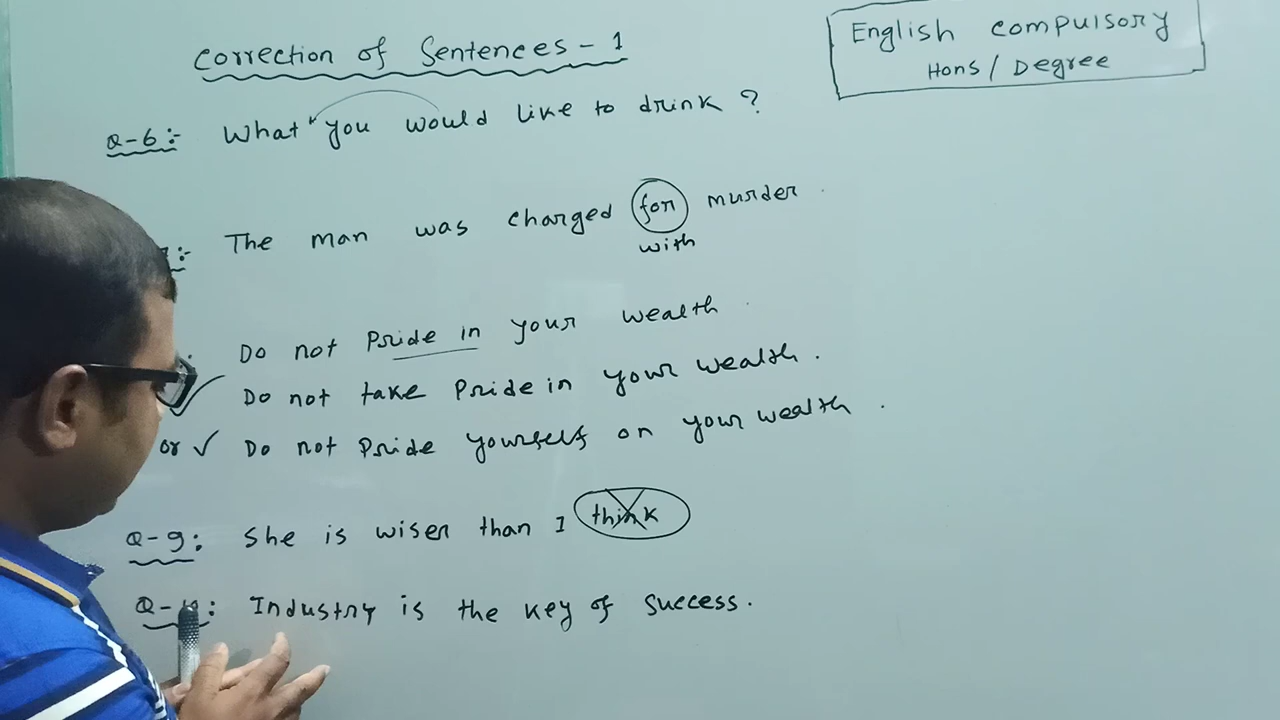 Correction of Sentences - 1
English compulsory
Hons / Degree
Q-6:- What you would like to drink ?
The man was charged for murder
with
Do not Pride in your wealth
Do not take Pride in your wealth.
or ✓ Do not Pride yourself on your wealth.
Q-9: She is wiser than I think
Q- : Industry is the key of success.